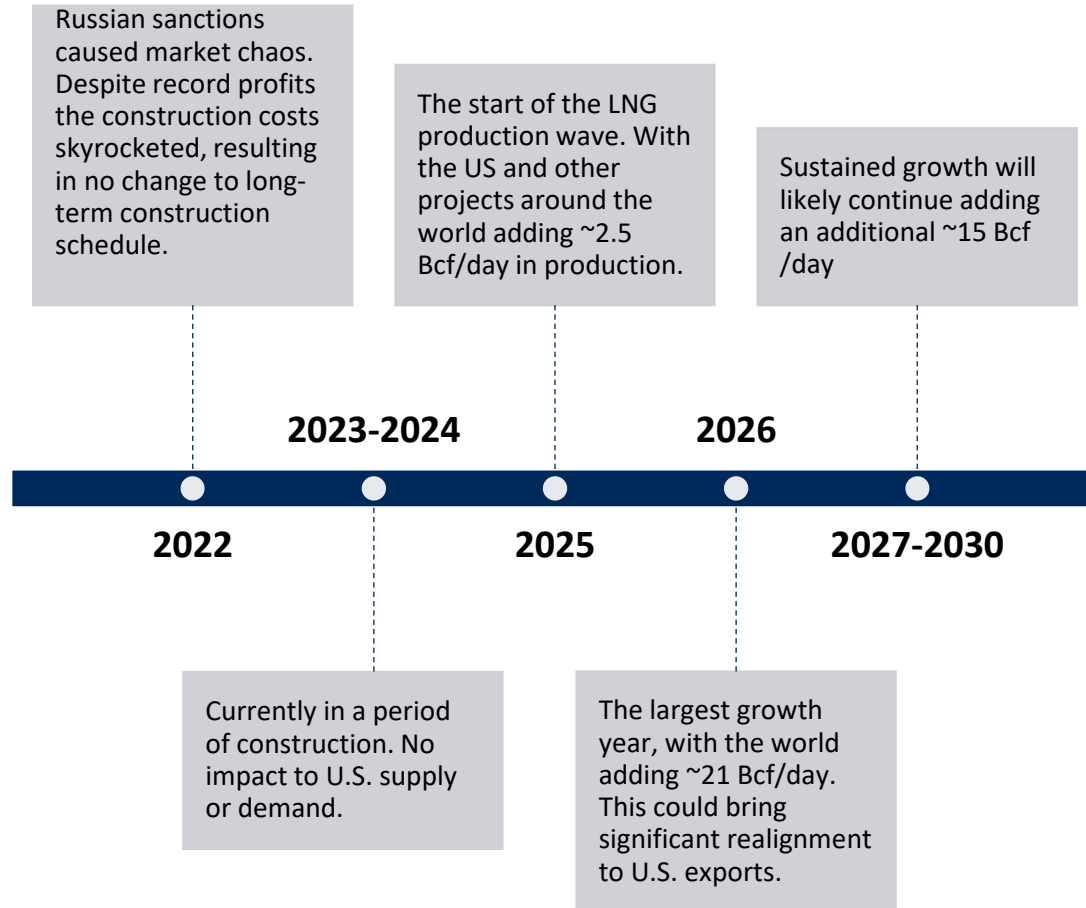 Russian sanctions
caused market chaos.
Despite record profits
the construction costs
skyrocketed, resulting
in no change to long-
term construction
schedule.
The start of the LNG
production wave. With
the US and other
projects around the
world adding ~2.5
Bcf/day in production.
Sustained growth will
likely continue adding
an additional ~15 Bcf
/day
2023-2024
2026
2022
2025
2027-2030
Currently in a period
of construction. No
impact to U.S. supply
or demand.
The largest growth
year, with the world
adding ~21 Bcf/day.
This could bring
significant realignment
to U.S. exports.